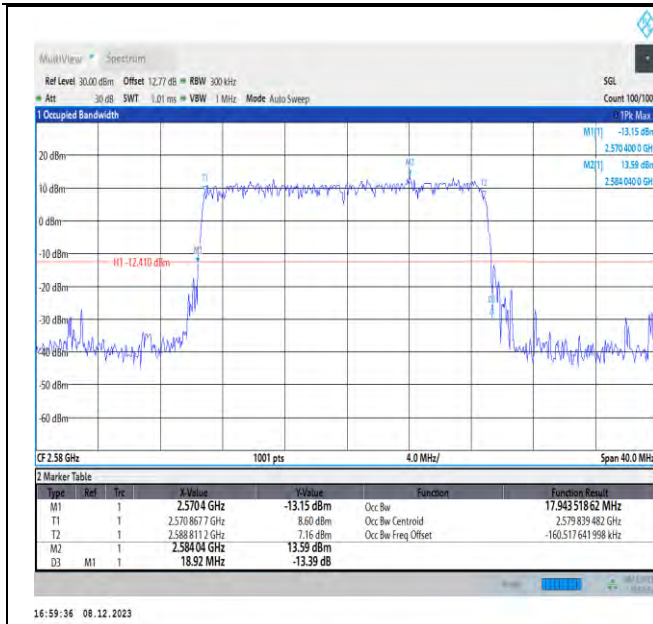 MultiView Spectrum
Ref Level 30.00 dBm Offset 12.77 dB RBW 300 kHz SGL
Att 30 dB SWT 1.01 ms VBW 1 MHz Mode Auto Sweep Count 100/100
1 Occupied Bandwidth 1Pk Max
M1[1] -13.15 dBm
2.570 400 0 GHz
M2[1] 13.59 dBm
2.584 040 0 GHz
20 dBm
M2
T1 T2
10 dBm
0 dBm
-10 dBm
M1
H1 -12.410 dBm
-20 dBm
D3
-30 dBm
-40 dBm
-50 dBm
-60 dBm
CF 2.58 GHz 1001 pts 4.0 MHz/ Span 40.0 MHz
2 Marker Table
Type Ref Trc X-Value Y-Value Function Function Result
M1 1 2.5704 GHz -13.15 dBm Occ Bw 17.943 518 62 MHz
T1 1 2.570 867 7 GHz 8.60 dBm Occ Bw Centroid 2.579 839 482 GHz
T2 1 2.588 811 2 GHz 7.16 dBm Occ Bw Freq Offset -160.517 641 998 kHz
M2 1 2.584 04 GHz 13.59 dBm
D3 M1 1 18.92 MHz -13.39 dB
16:59:36 08.12.2023